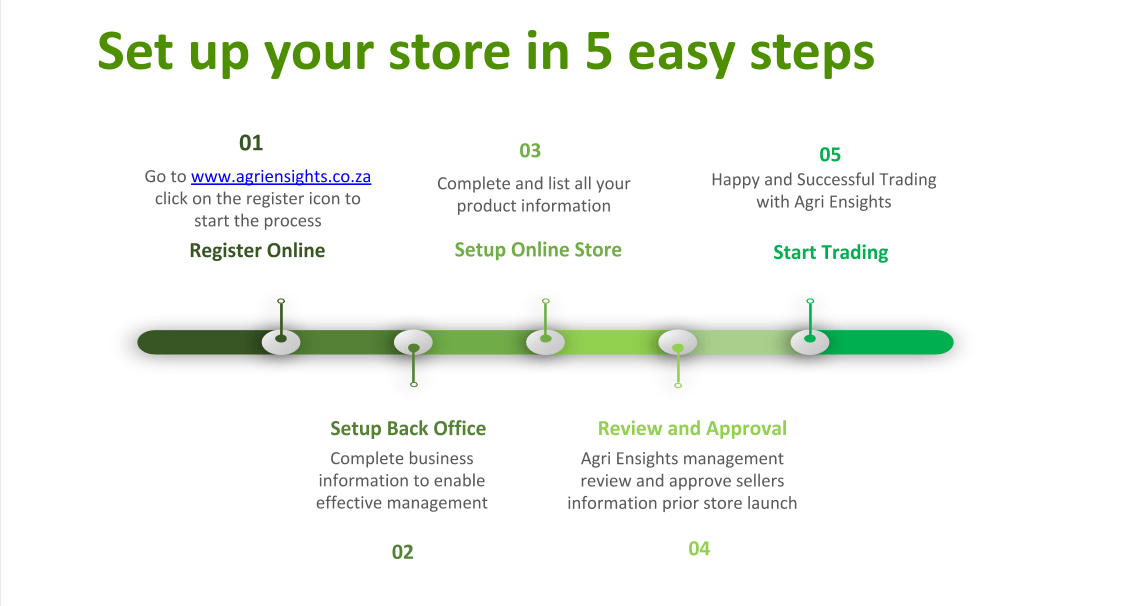 Set up your store in 5 easy steps
01
Go to www.agriensights.co.za
click on the register icon to
start the process
Register Online
03
Complete and list all your
product information
Setup Online Store
05
Happy and Successful Trading
with Agri Ensights
Start Trading
Setup Back Office
Complete business
information to enable
effective management
02
Review and Approval
Agri Ensights management
review and approve sellers
information prior store launch
04